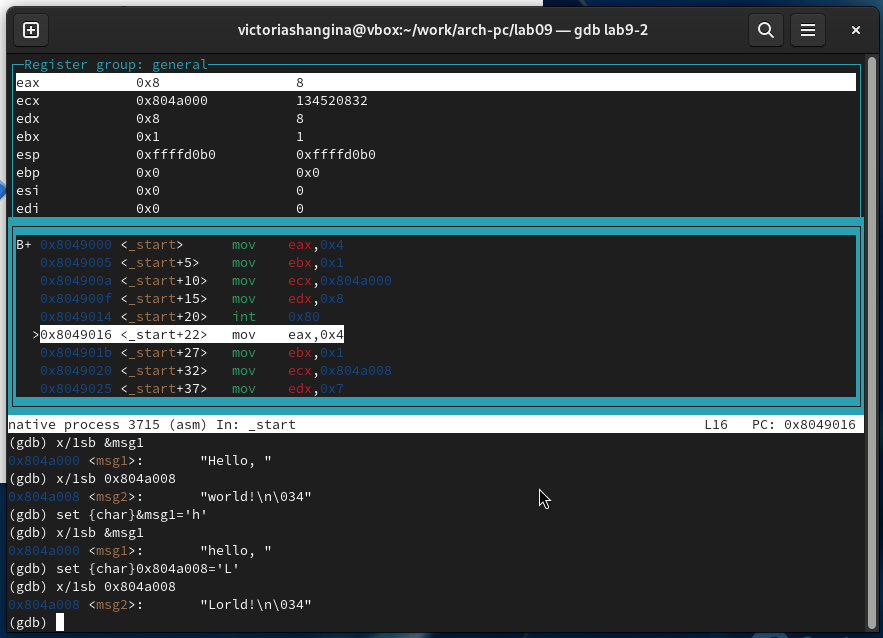 victoriashangina@vbox:~/work/arch-pc/lab09 — gdb lab9-2
Register group: general
eax 0x8 8
ecx 0x804a000 134520832
edx 0x8 8
ebx 0x1 1
esp 0xffffd0b0 0xffffd0b0
ebp 0x0 0x0
esi 0x0 0
edi 0x0 0
B+ 0x8049000 <_start> mov eax,0x4
0x8049005 <_start+5> mov ebx,0x1
0x804900a <_start+10> mov ecx,0x804a000
0x804900f <_start+15> mov edx,0x8
0x8049014 <_start+20> int 0x80
>0x8049016 <_start+22> mov eax,0x4
0x804901b <_start+27> mov ebx,0x1
0x8049020 <_start+32> mov ecx,0x804a008
0x8049025 <_start+37> mov edx,0x7
native process 3715 (asm) In: _start L16 PC: 0x8049016
(gdb) x/1sb &msg1
0x804a000 <msg1>: "Hello, "
(gdb) x/1sb 0x804a008
0x804a008 <msg2>: "world!\n\034"
(gdb) set {char}&msg1='h'
(gdb) x/1sb &msg1
0x804a000 <msg1>: "hello, "
(gdb) set {char}0x804a008='L'
(gdb) x/1sb 0x804a008
0x804a008 <msg2>: "Lorld!\n\034"
(gdb)